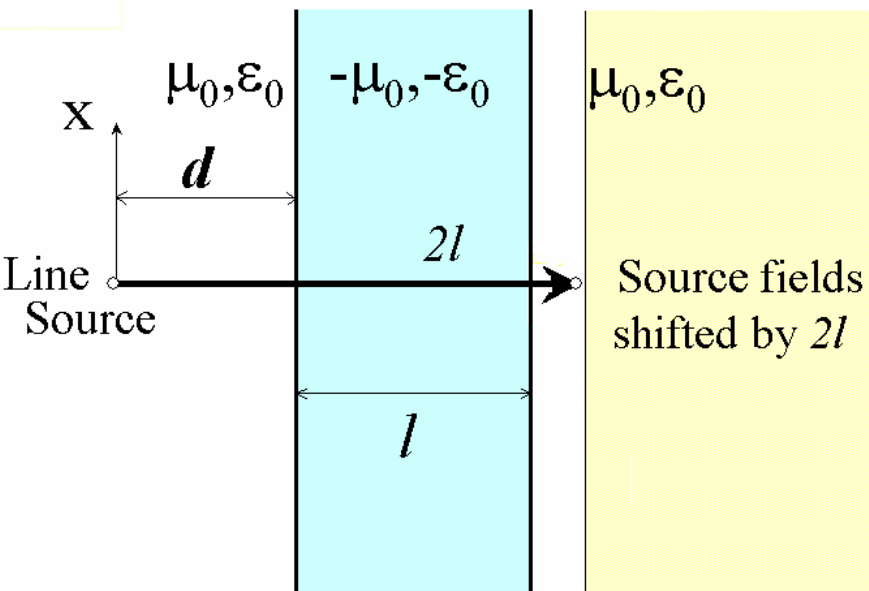 μ₀,ε₀
-μ₀,-ε₀
μ₀,ε₀
x
d
2l
Line
Source
Source fields
shifted by 2l
l